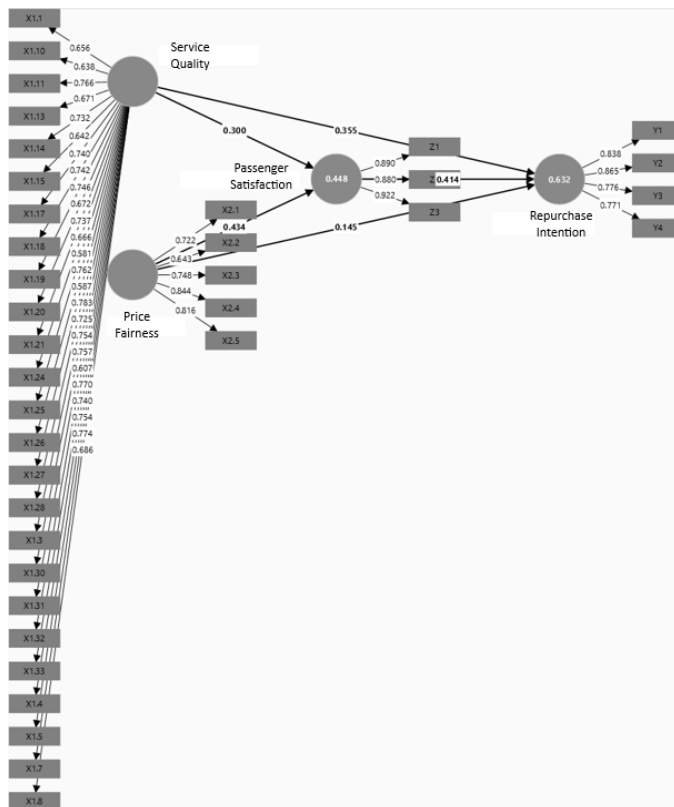 X1.1
X1.10
X1.11
X1.13
X1.14
X1.15
X1.17
X1.18
X1.19
X1.20
X1.21
X1.24
X1.25
X1.26
X1.27
X1.28
X1.3
X1.30
X1.31
X1.32
X1.33
X1.4
X1.5
X1.7
X1.8
0.656
0.638
0.766
0.671
0.732
0.642
0.740
0.742
0.746
0.672
0.737
0.666
0.581
0.762
0.587
0.783
0.725
0.754
0.757
0.607
0.770
0.740
0.754
0.774
0.686
Service
Quality
0.300
0.355
Passenger
Satisfaction
0.448
0.890
0.880
0.922
Z1
Z
Z3
0.414
0.434
0.145
Price
Fairness
0.722
0.643
0.748
0.844
0.816
X2.1
X2.2
X2.3
X2.4
X2.5
0.632
Repurchase
Intention
0.838
0.865
0.776
0.771
Y1
Y2
Y3
Y4